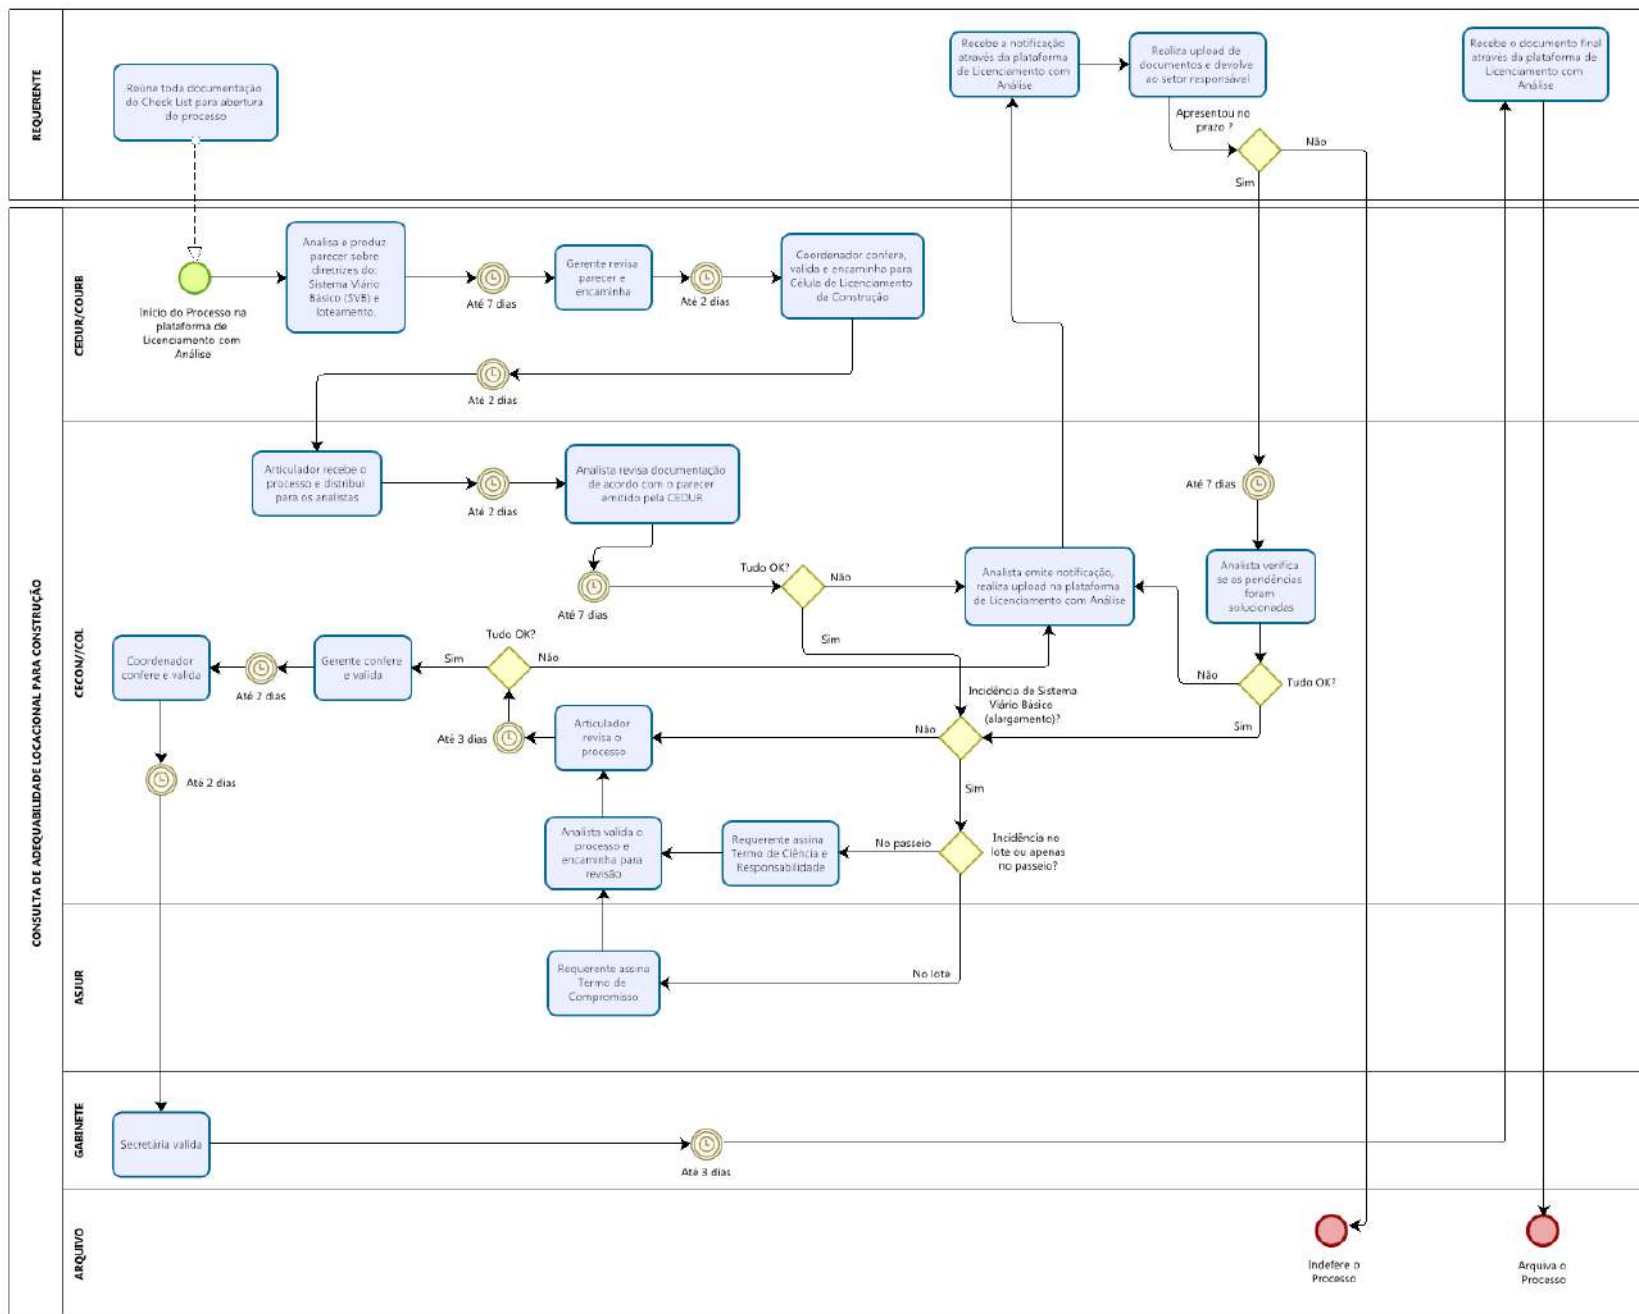 REQUERENTE
Reúne toda documentação
do Check List para abertura
do processo
Recebe a notificação
através da plataforma
de Licenciamento com
Análise
Realiza upload de
documentos e devolve
ao setor responsável
Apresentou no
prazo ?
Não
Sim
Recebe o documento final
através da plataforma de
Licenciamento com
Análise
CONSULTA DE ADEQUABILIDADE LOCACIONAL PARA CONSTRUÇÃO
CEDUR/COURB
Início do Processo na
plataforma de
Licenciamento com
Análise
Analisa e produz
parecer sobre
diretrizes do:
Sistema Viário
Básico (SVB) e
loteamento.
Até 7 dias
Gerente revisa
parecer e
encaminha
Até 2 dias
Coordenador confere,
valida e encaminha para
Célula de Licenciamento
da Construção
Até 2 dias
CECON//COL
Articulador recebe o
processo e distribui
para os analistas
Até 2 dias
Analista revisa documentação
de acordo com o parecer
emitido pela CEDUR
Até 7 dias
Tudo OK?
Não
Sim
Analista emite notificação,
realiza upload na plataforma
de Licenciamento com Análise
Até 7 dias
Analista verifica
se as pendências
foram
solucionadas
Não
Tudo OK?
Sim
Coordenador
confere e valida
Até 2 dias
Gerente confere
e valida
Sim
Tudo OK?
Não
Até 3 dias
Articulador
revisa o
processo
Não
Incidência de Sistema
Viário Básico
(alargamento)?
Sim
Até 2 dias
Analista valida o
processo e
encaminha para
revisão
Requerente assina
Termo de Ciência e
Responsabilidade
No passeio
Incidência no
lote ou apenas
no passeio?
ASJUR
Requerente assina
Termo de
Compromisso
No lote
GABINETE
Secretária valida
Até 3 dias
ARQUIVO
Indefere o
Processo
Arquiva o
Processo